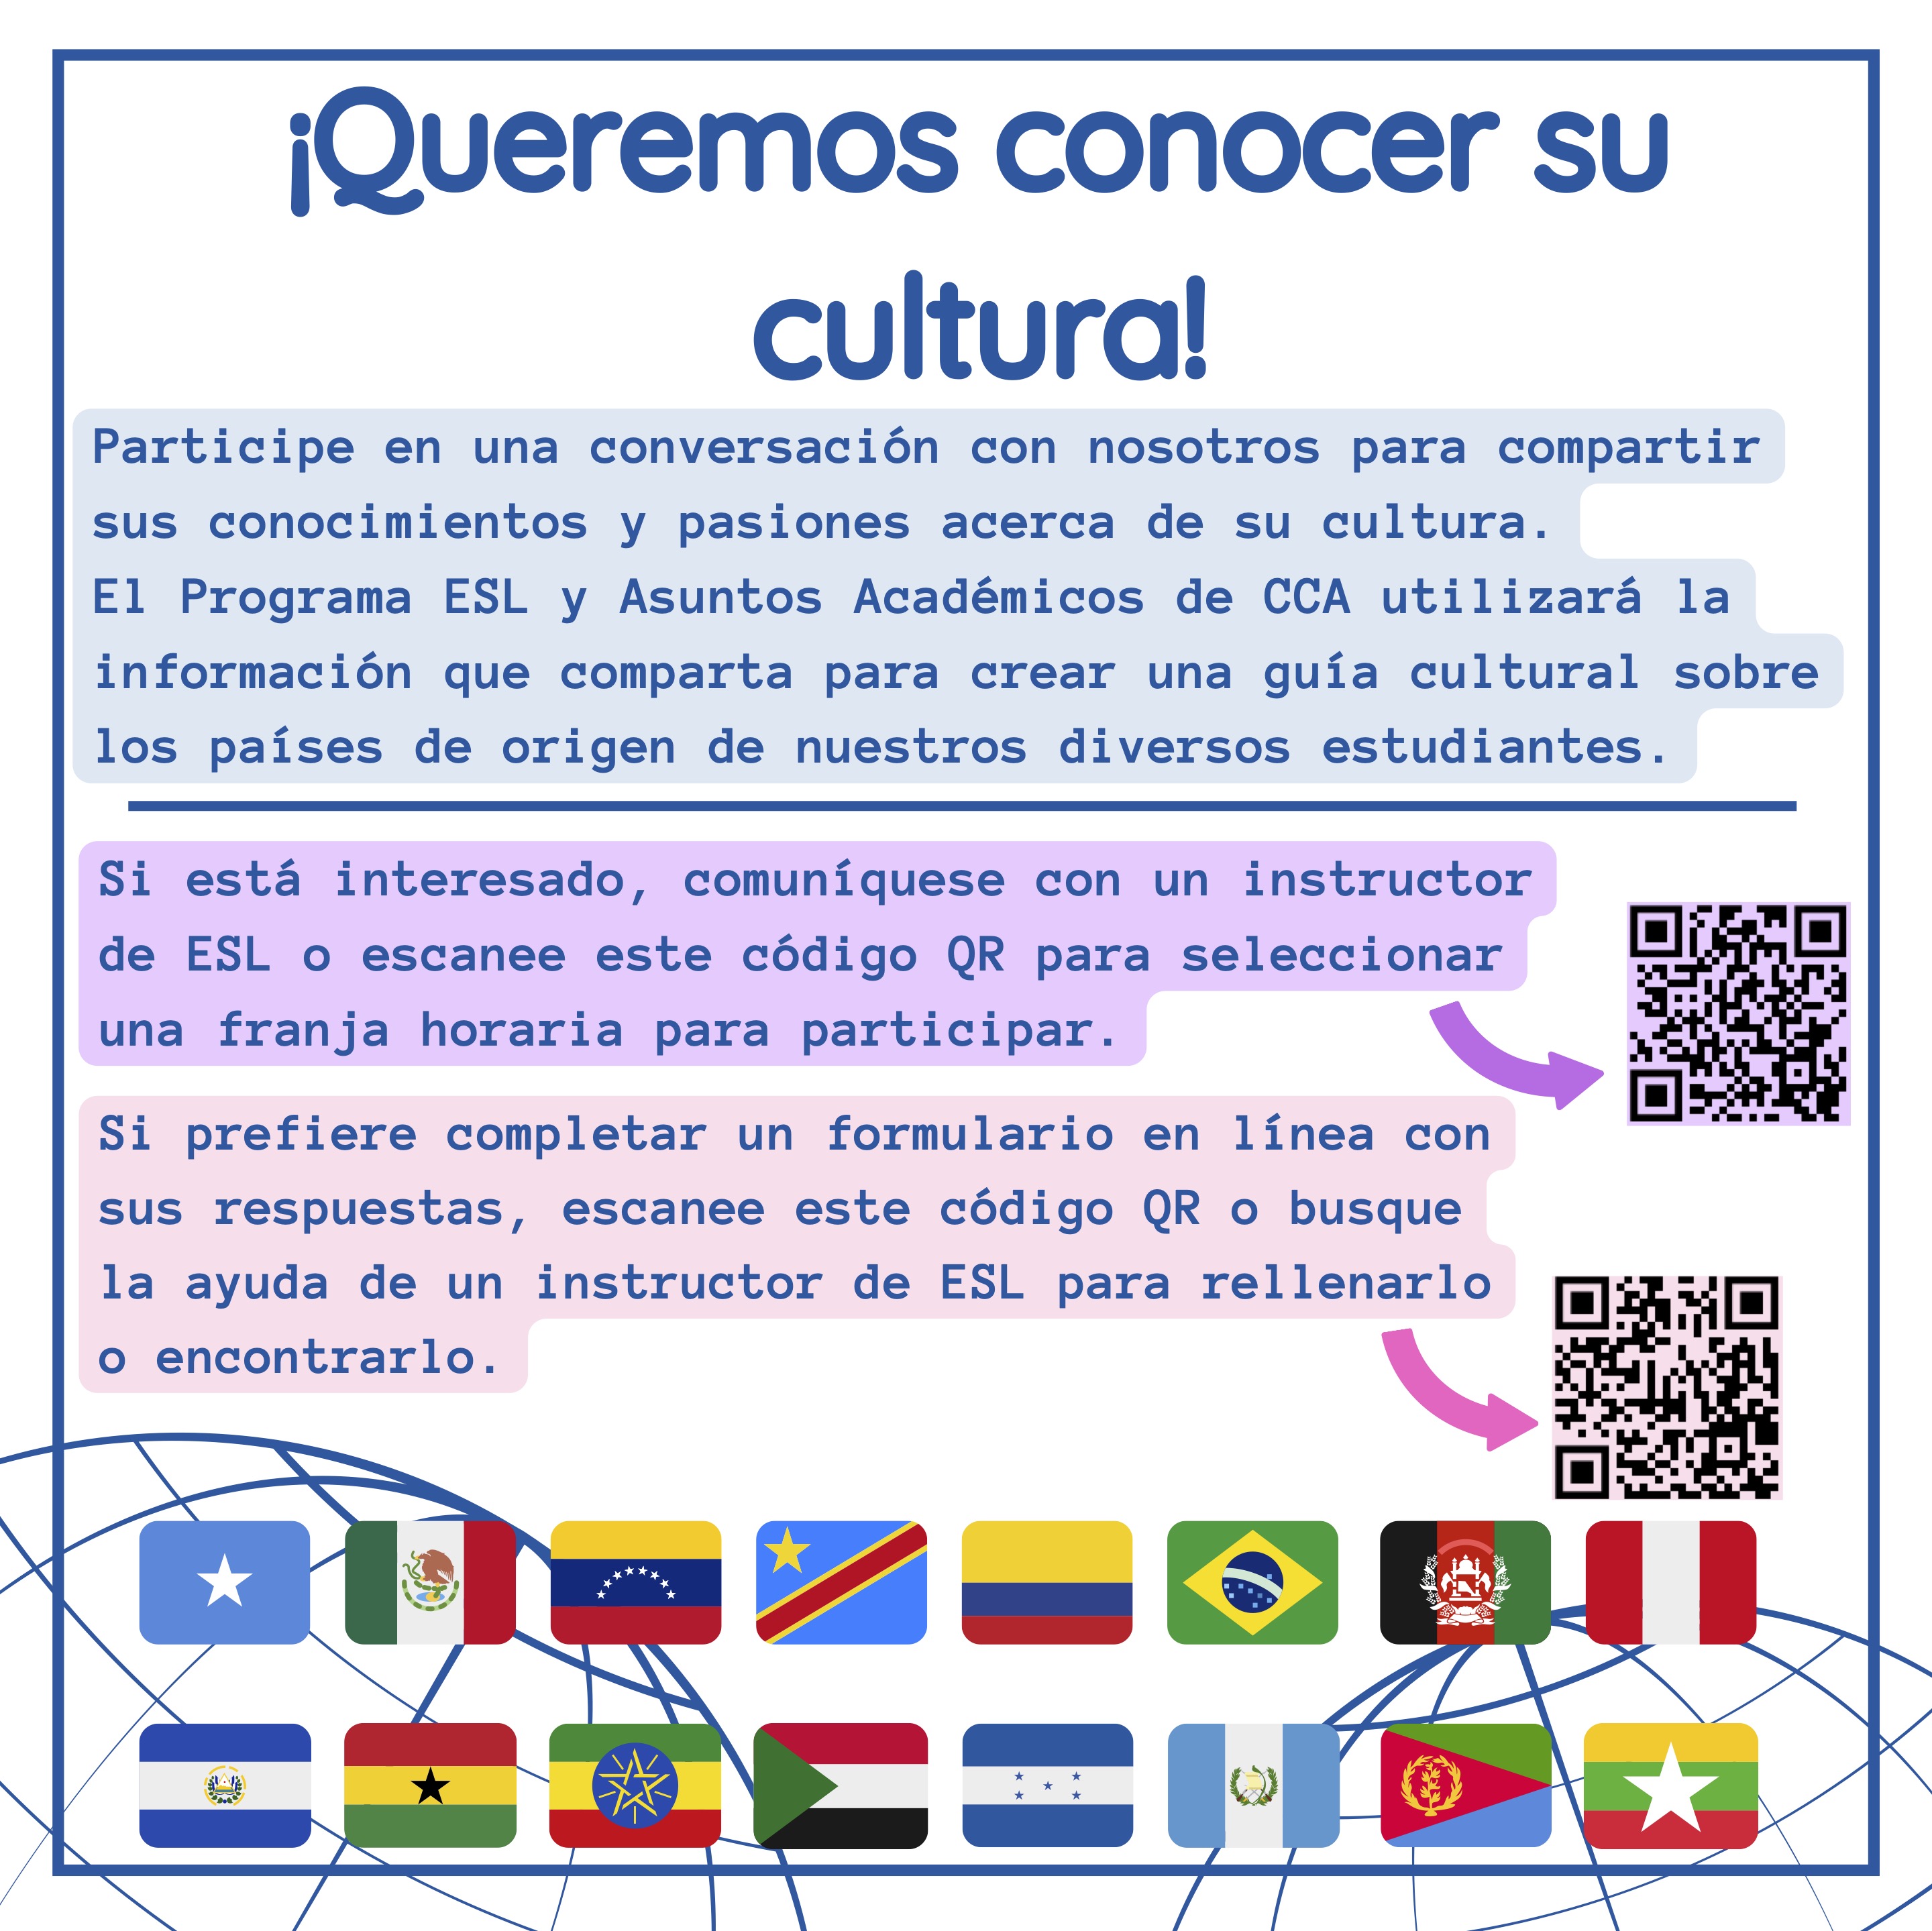 ¡Queremos conocer su
cultura!
Participe en una conversación con nosotros para compartir
sus conocimientos y pasiones acerca de su cultura.
El Programa ESL y Asuntos Académicos de CCA utilizará la
información que comparta para crear una guía cultural sobre
los países de origen de nuestros diversos estudiantes.
Si está interesado, comuníquese con un instructor
de ESL o escanee este código QR para seleccionar
una franja horaria para participar.
Si prefiere completar un formulario en línea con
sus respuestas, escanee este código QR o busque
la ayuda de un instructor de ESL para rellenarlo
o encontrarlo.